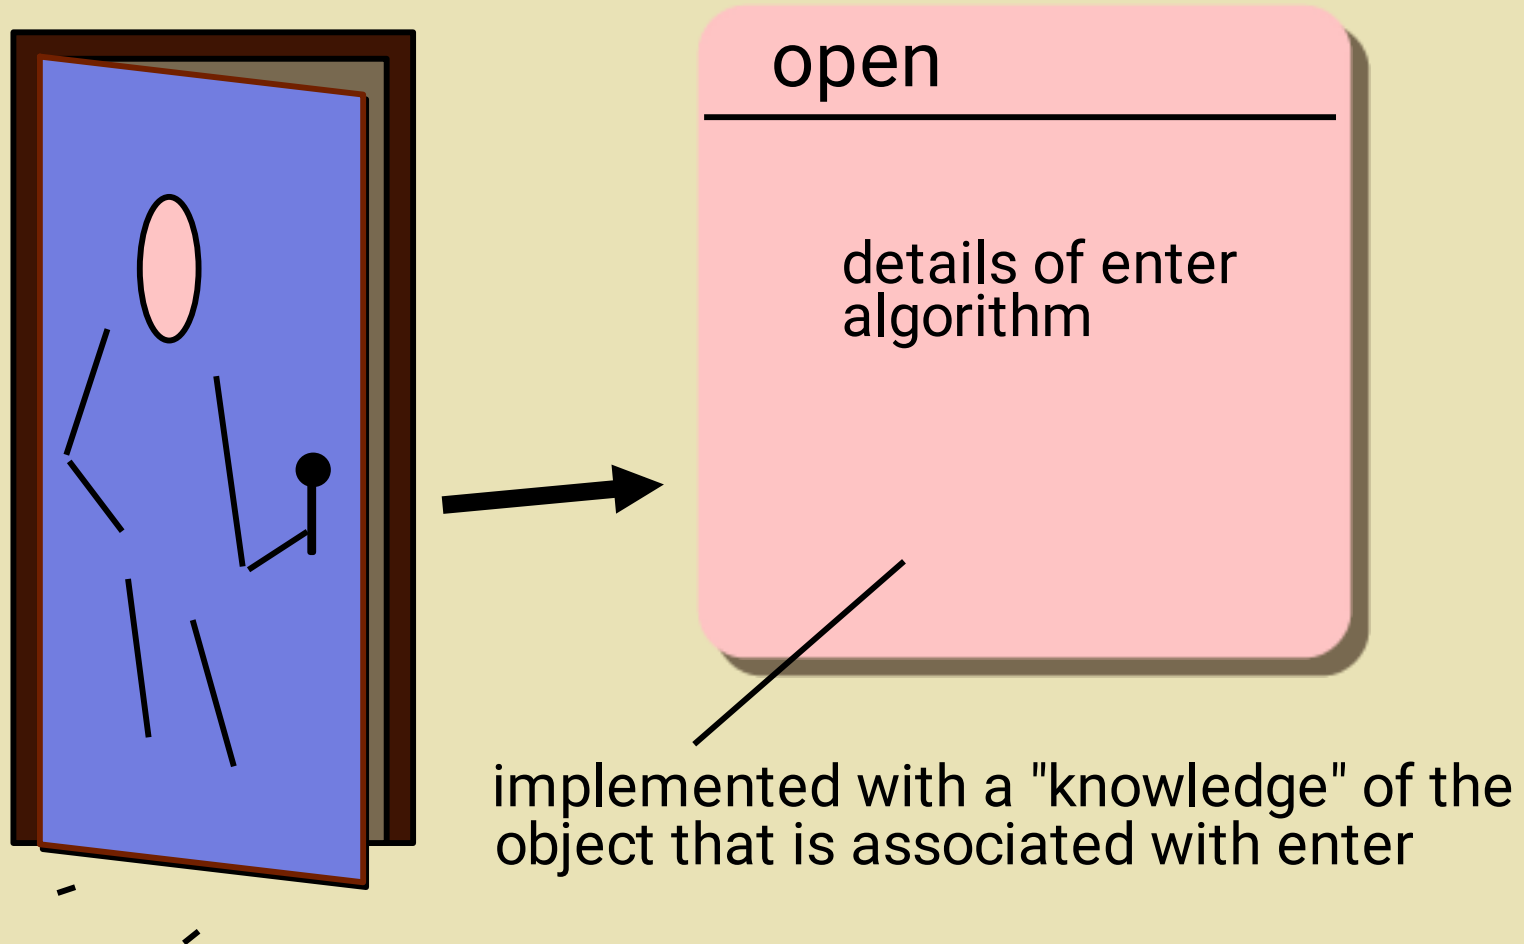 open
details of enter
algorithm
implemented with a "knowledge" of the
object that is associated with enter